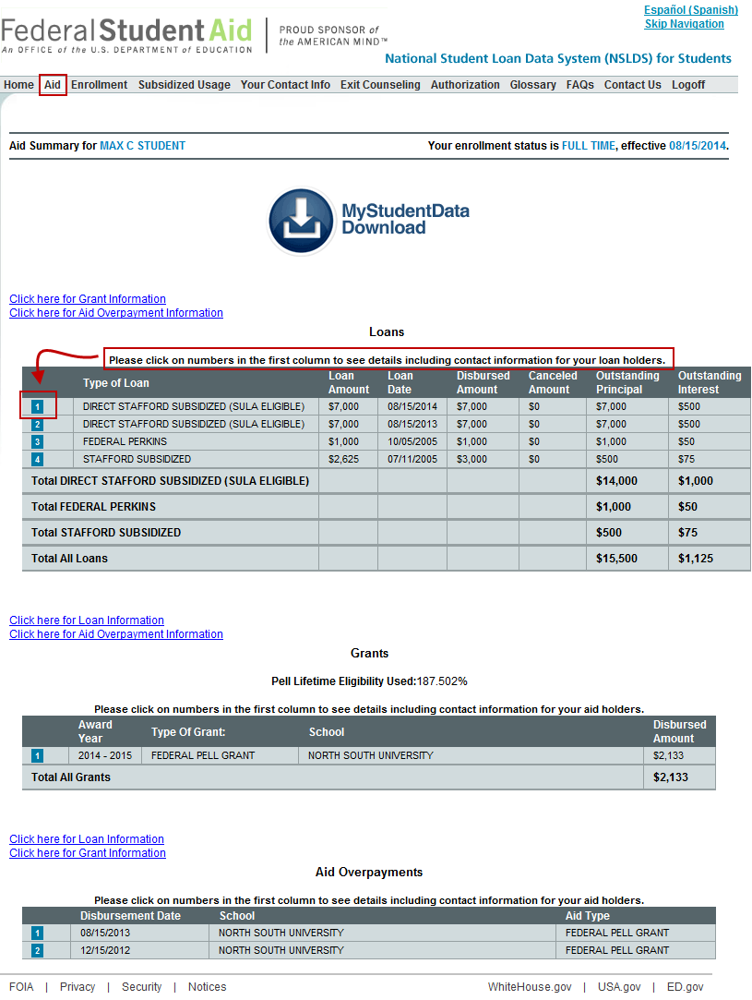 Español (Spanish)
Skip Navigation
Federal Student Aid
An OFFICE of the U.S. DEPARTMENT of EDUCATION
PROUD SPONSOR of
the AMERICAN MIND™
National Student Loan Data System (NSLDS) for Students
Home Aid Enrollment Subsidized Usage Your Contact Info Exit Counseling Authorization Glossary FAQs Contact Us Logoff
Aid Summary for MAX C STUDENT Your enrollment status is FULL TIME, effective 08/15/2014.
MyStudentData
Download
Click here for Grant Information
Click here for Aid Overpayment Information
Loans
Please click on numbers in the first column to see details including contact information for your loan holders.
Type of Loan Loan Amount Loan Date Disbursed Amount Canceled Amount Outstanding Principal Outstanding Interest
1 DIRECT STAFFORD SUBSIDIZED (SULA ELIGIBLE) $7,000 08/15/2014 $7,000 $0 $7,000 $500
2 DIRECT STAFFORD SUBSIDIZED (SULA ELIGIBLE) $7,000 08/15/2013 $7,000 $0 $7,000 $500
3 FEDERAL PERKINS $1,000 10/05/2005 $1,000 $0 $1,000 $50
4 STAFFORD SUBSIDIZED $2,625 07/11/2005 $3,000 $0 $500 $75
Total DIRECT STAFFORD SUBSIDIZED (SULA ELIGIBLE) $14,000 $1,000
Total FEDERAL PERKINS $1,000 $50
Total STAFFORD SUBSIDIZED $500 $75
Total All Loans $15,500 $1,125
Click here for Loan Information
Click here for Aid Overpayment Information
Grants
Pell Lifetime Eligibility Used:187.502%
Please click on numbers in the first column to see details including contact information for your aid holders.
Award Year Type Of Grant: School Disbursed Amount
1 2014 - 2015 FEDERAL PELL GRANT NORTH SOUTH UNIVERSITY $2,133
Total All Grants $2,133
Click here for Loan Information
Click here for Grant Information
Aid Overpayments
Please click on numbers in the first column to see details including contact information for your aid holders.
Disbursement Date School Aid Type
1 08/15/2013 NORTH SOUTH UNIVERSITY FEDERAL PELL GRANT
2 12/15/2012 NORTH SOUTH UNIVERSITY FEDERAL PELL GRANT
FOIA | Privacy | Security | Notices WhiteHouse.gov | USA.gov | ED.gov